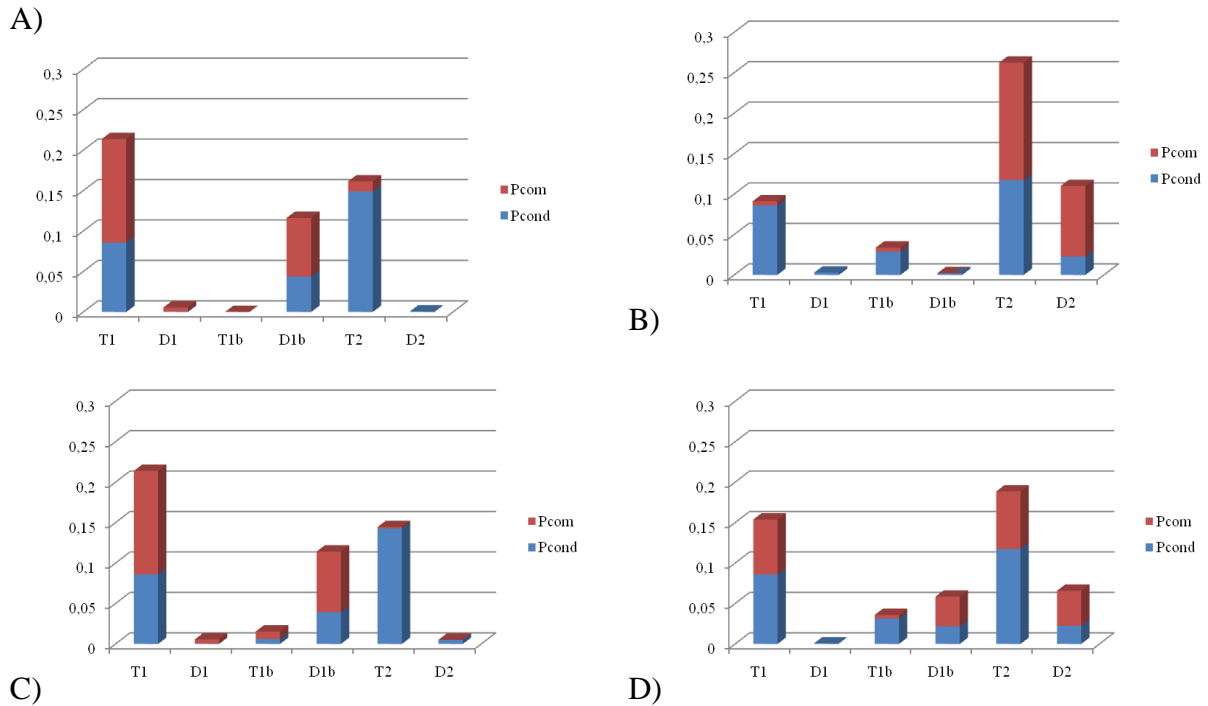 A)
0,3
0,25
0,2
0,15
0,1
0,05
0
T1 D1 T1b D1b T2 D2
Pcom
Pcond
B)
0,3
0,25
0,2
0,15
0,1
0,05
0
T1 D1 T1b D1b T2 D2
Pcom
Pcond
C)
0,3
0,25
0,2
0,15
0,1
0,05
0
T1 D1 T1b D1b T2 D2
Pcom
Pcond
D)
0,3
0,25
0,2
0,15
0,1
0,05
0
T1 D1 T1b D1b T2 D2
Pcom
Pcond